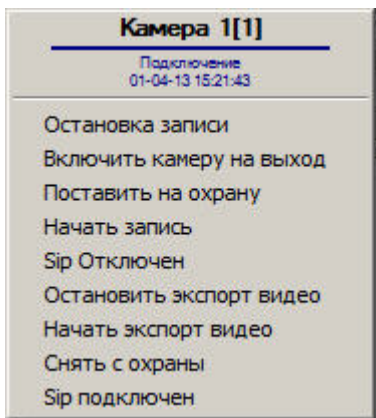 Камера 1[1]
Подключение
01-04-13 15:21:43
Остановка записи
Включить камеру на выход
Поставить на охрану
Начать запись
Sip Отключен
Остановить экспорт видео
Начать экспорт видео
Снять с охраны
Sip подключен